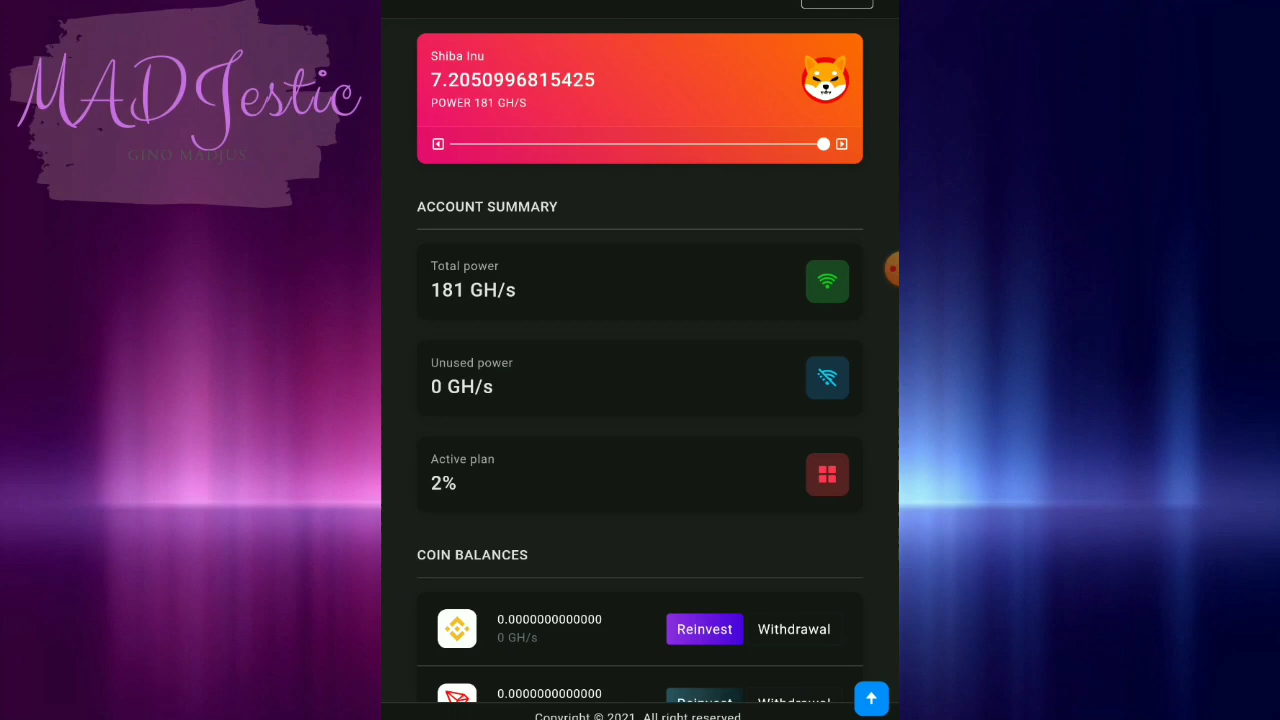 MADJestic
GINO MADJUS
Shiba Inu
7.2050996815425
POWER 181 GH/S
ACCOUNT SUMMARY
Total power
181 GH/s
Unused power
0 GH/s
Active plan
2%
COIN BALANCES
0.0000000000000
0 GH/s
Reinvest
Withdrawal
0.0000000000000
Reinvest
Withdrawal
Copyright © 2021. All right reserved